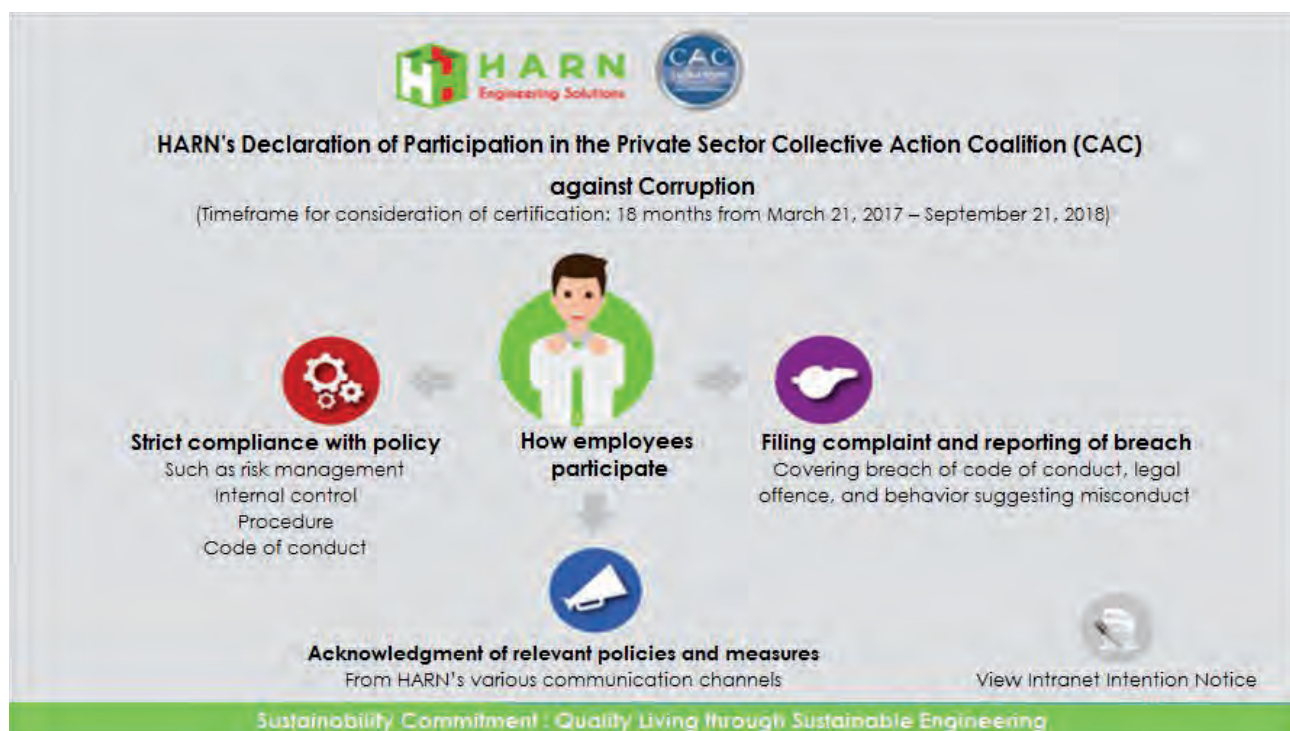 HARN
Engineering Solutions
CAC
HARN's Declaration of Participation in the Private Sector Collective Action Coalition (CAC)
against Corruption
(Timeframe for consideration of certification: 18 months from March 21, 2017 – September 21, 2018)
Strict compliance with policy
Such as risk management
Internal control
Procedure
Code of conduct
How employees
participate
Filing complaint and reporting of breach
Covering breach of code of conduct, legal
offence, and behavior suggesting misconduct
Acknowledgment of relevant policies and measures
From HARN's various communication channels
View Intranet Intention Notice
Sustainability Commitment : Quality Living through Sustainable Engineering